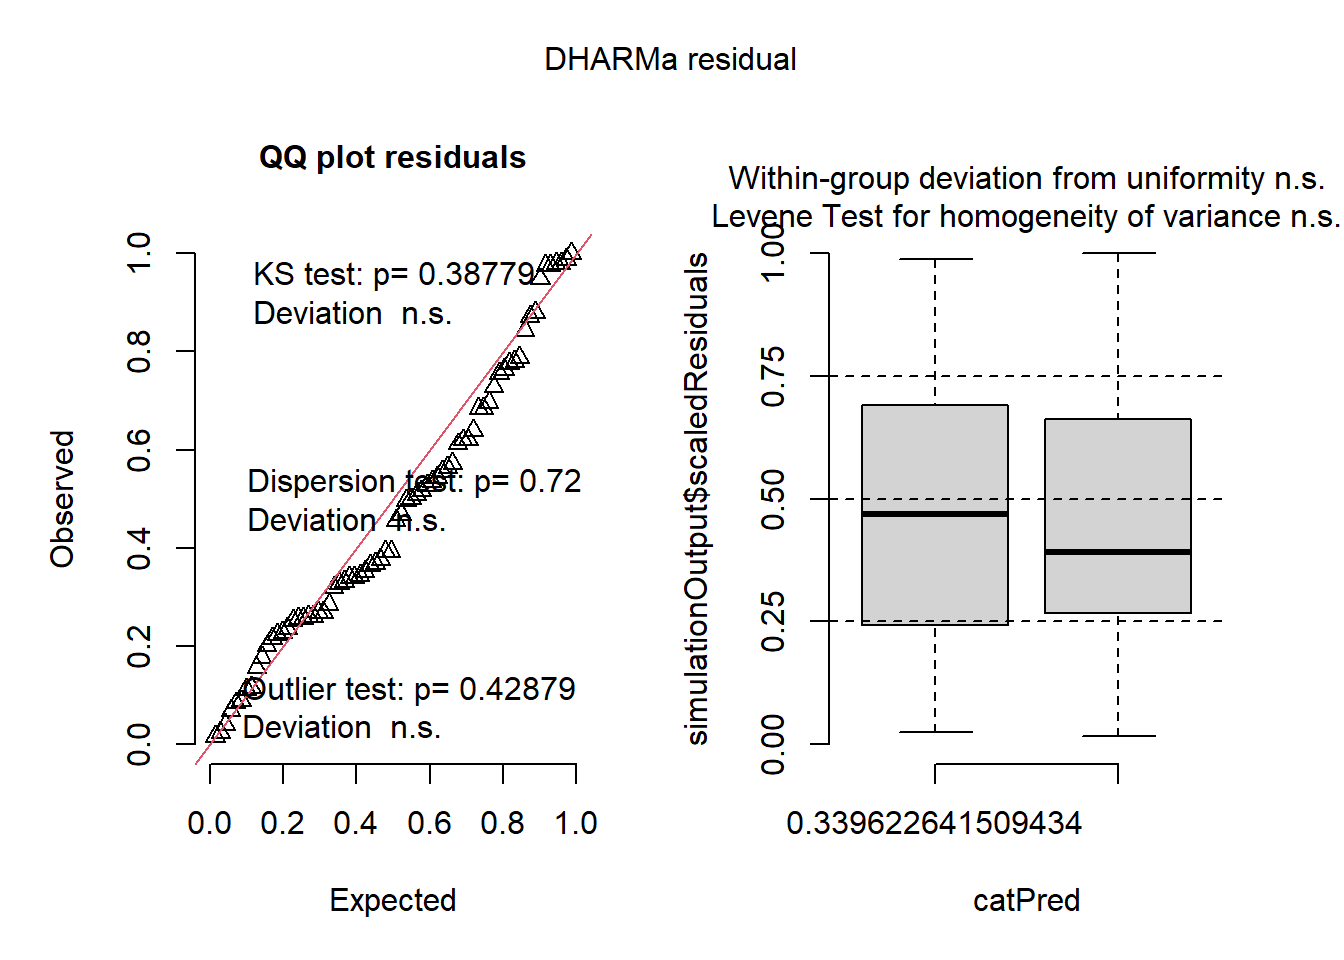 DHARMa residual
QQ plot residuals
KS test: p= 0.38779
Deviation  n.s.
Dispersion test: p= 0.72
Deviation  n.s.
Outlier test: p= 0.42879
Deviation  n.s.
Observed
0.0
0.2
0.4
0.6
0.8
1.0
0.0 0.2 0.4 0.6 0.8 1.0
Expected
Within-group deviation from uniformity n.s.
Levene Test for homogeneity of variance n.s.
simulationOutput$scaledResiduals
0.00
0.25
0.50
0.75
1.00
0.339622641509434
catPred